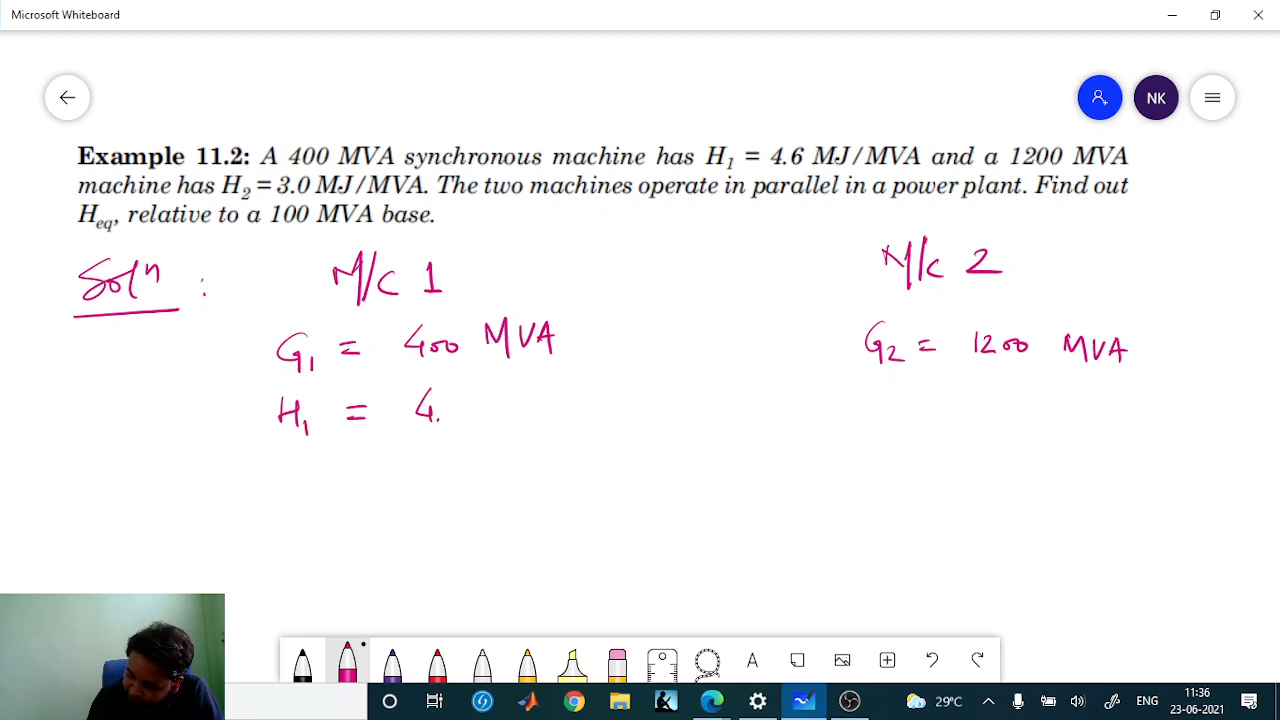 Microsoft Whiteboard
NK
Example 11.2: A 400 MVA synchronous machine has H1 = 4.6 MJ/MVA and a 1200 MVA
machine has H2 = 3.0 MJ/MVA. The two machines operate in parallel in a power plant. Find out
Heq, relative to a 100 MVA base.
Solⁿ : M/C 1 M/C 2
G1 = 400 MVA G2 = 1200 MVA
H1 = 4.
A
29°C ENG 11:36
23-06-2021